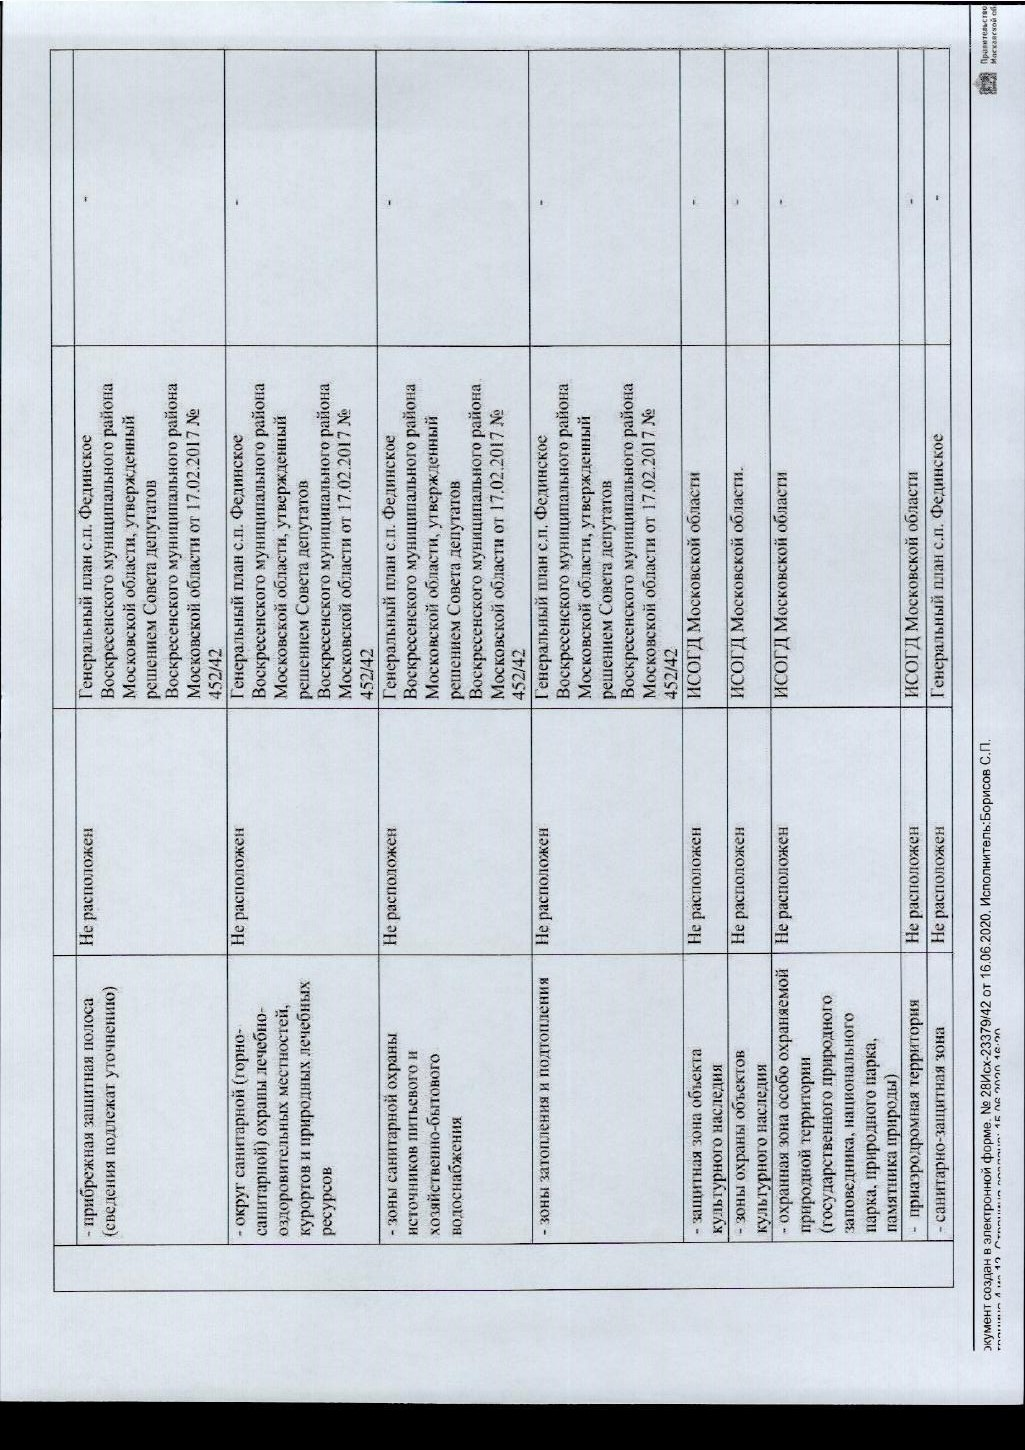 - прибрежная защитная полоса
(сведения подлежат уточнению)
Не расположен
Генеральный план с.п. Фединское
Воскресенского муниципального района
Московской области, утвержденный
решением Совета депутатов
Воскресенского муниципального района
Московской области от 17.02.2017 №
452/42
-
- округ санитарной (горно-
санитарной) охраны лечебно-
оздоровительных местностей,
курортов и природных лечебных
ресурсов
Не расположен
Генеральный план с.п. Фединское
Воскресенского муниципального района
Московской области, утвержденный
решением Совета депутатов
Воскресенского муниципального района
Московской области от 17.02.2017 №
452/42
-
- зоны санитарной охраны
источников питьевого и
хозяйственно-бытового
водоснабжения
Не расположен
Генеральный план с.п. Фединское
Воскресенского муниципального района
Московской области, утвержденный
решением Совета депутатов
Воскресенского муниципального района
Московской области от 17.02.2017 №
452/42
-
- зоны затопления и подтопления
Не расположен
Генеральный план с.п. Фединское
Воскресенского муниципального района
Московской области, утвержденный
решением Совета депутатов
Воскресенского муниципального района
Московской области от 17.02.2017 №
452/42
-
- защитная зона объекта
культурного наследия
Не расположен
ИСОГД Московской области
-
- зоны охраны объектов
культурного наследия
Не расположен
ИСОГД Московской области.
-
- охранная зона особо охраняемой
природной территории
(государственного природного
заповедника, национального
парка, природного парка,
памятника природы)
Не расположен
ИСОГД Московской области
-
- приаэродромная территория
Не расположен
ИСОГД Московской области
-
- санитарно-защитная зона
Не расположен
Генеральный план с.п. Фединское
-
окумент создан в электронной форме. № 28Исх-23379/42 от 16.06.2020. Исполнитель:Борисов С.П.
Правительство
Московской об